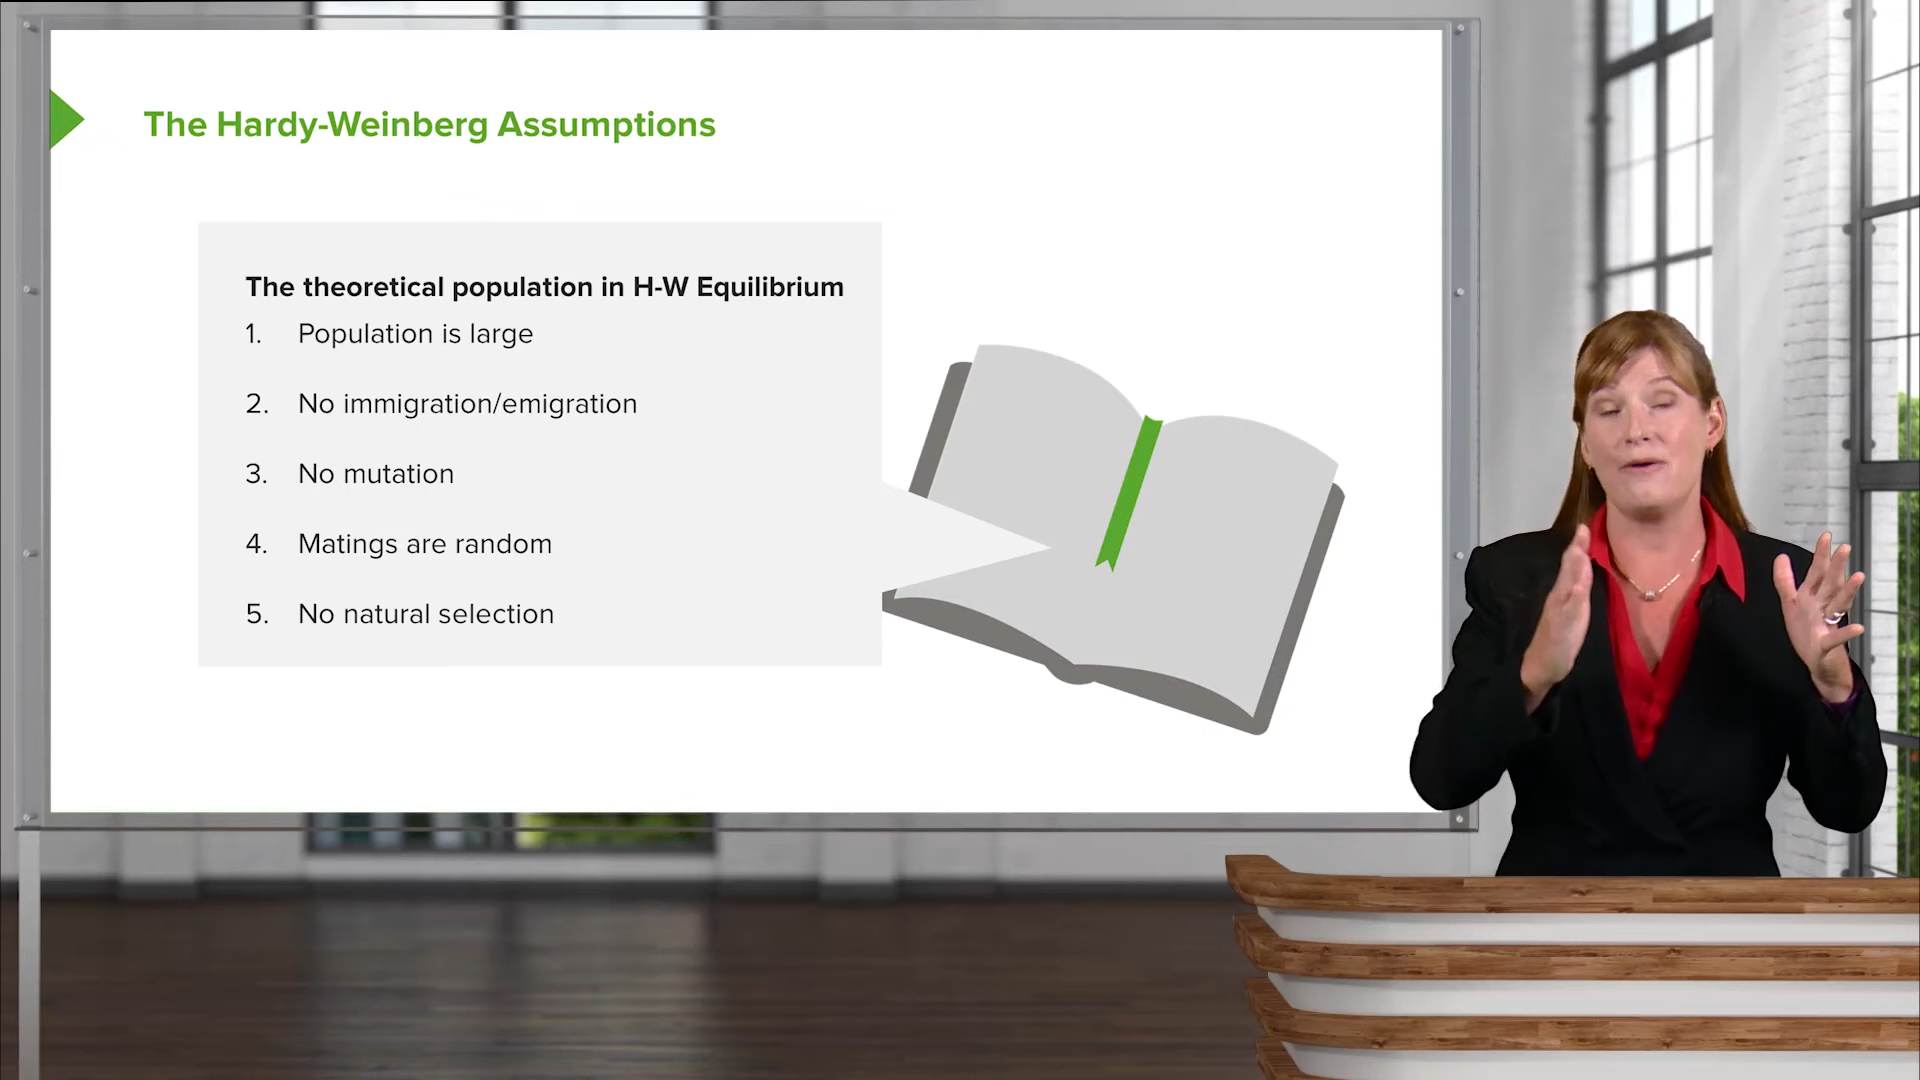 The Hardy-Weinberg Assumptions
The theoretical population in H-W Equilibrium
1. Population is large
2. No immigration/emigration
3. No mutation
4. Matings are random
5. No natural selection